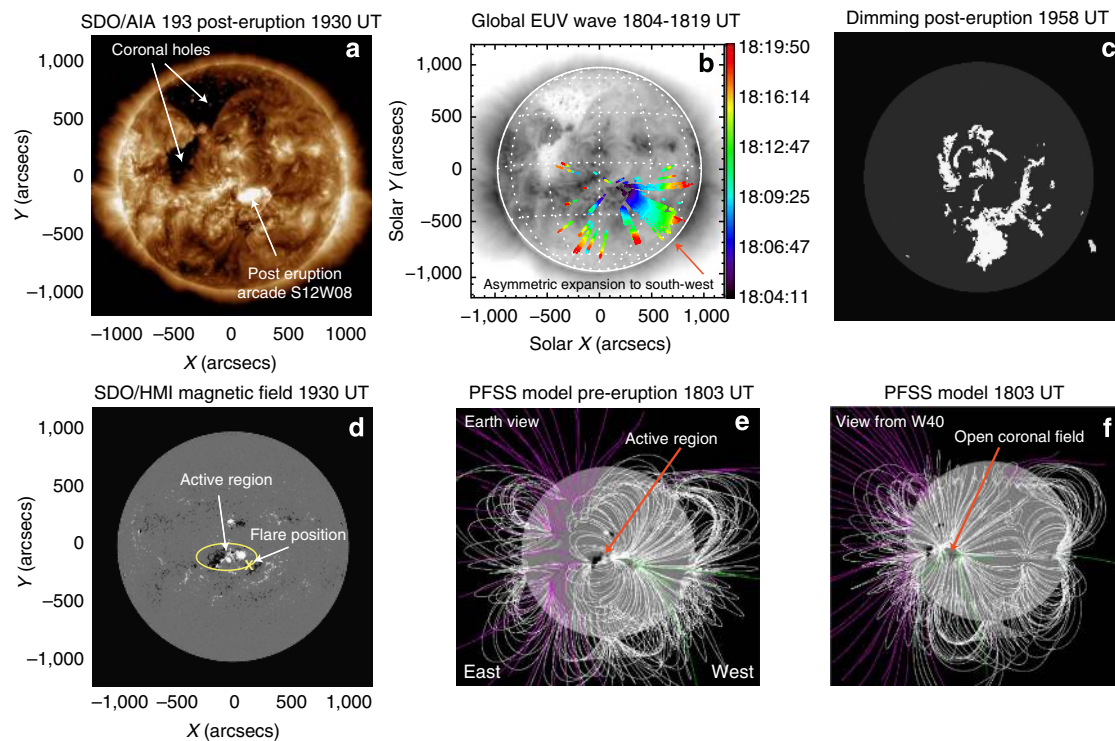 SDO/AIA 193 post-eruption 1930 UT
a
Coronal holes
Post eruption
arcade S12W08
1,000
500
0
−500
−1,000
Y (arcsecs)
−1000 −500 0 500 1,000
X (arcsecs)
Global EUV wave 1804-1819 UT
b
1,000
500
0
−500
−1,000
Solar Y (arcsecs)
Asymmetric expansion to south-west
−1,000 −500 0 500 1,000
Solar X (arcsecs)
18:19:50
18:16:14
18:12:47
18:09:25
18:06:47
18:04:11
Dimming post-eruption 1958 UT
c
SDO/HMI magnetic field 1930 UT
d
Active region
Flare position
x
1,000
500
0
−500
−1,000
Y (arcsecs)
−1,000 −500 0 500 1,000
X (arcsecs)
PFSS model pre-eruption 1803 UT
Earth view
e
Active region
East
West
PFSS model 1803 UT
View from W40
f
Open coronal field